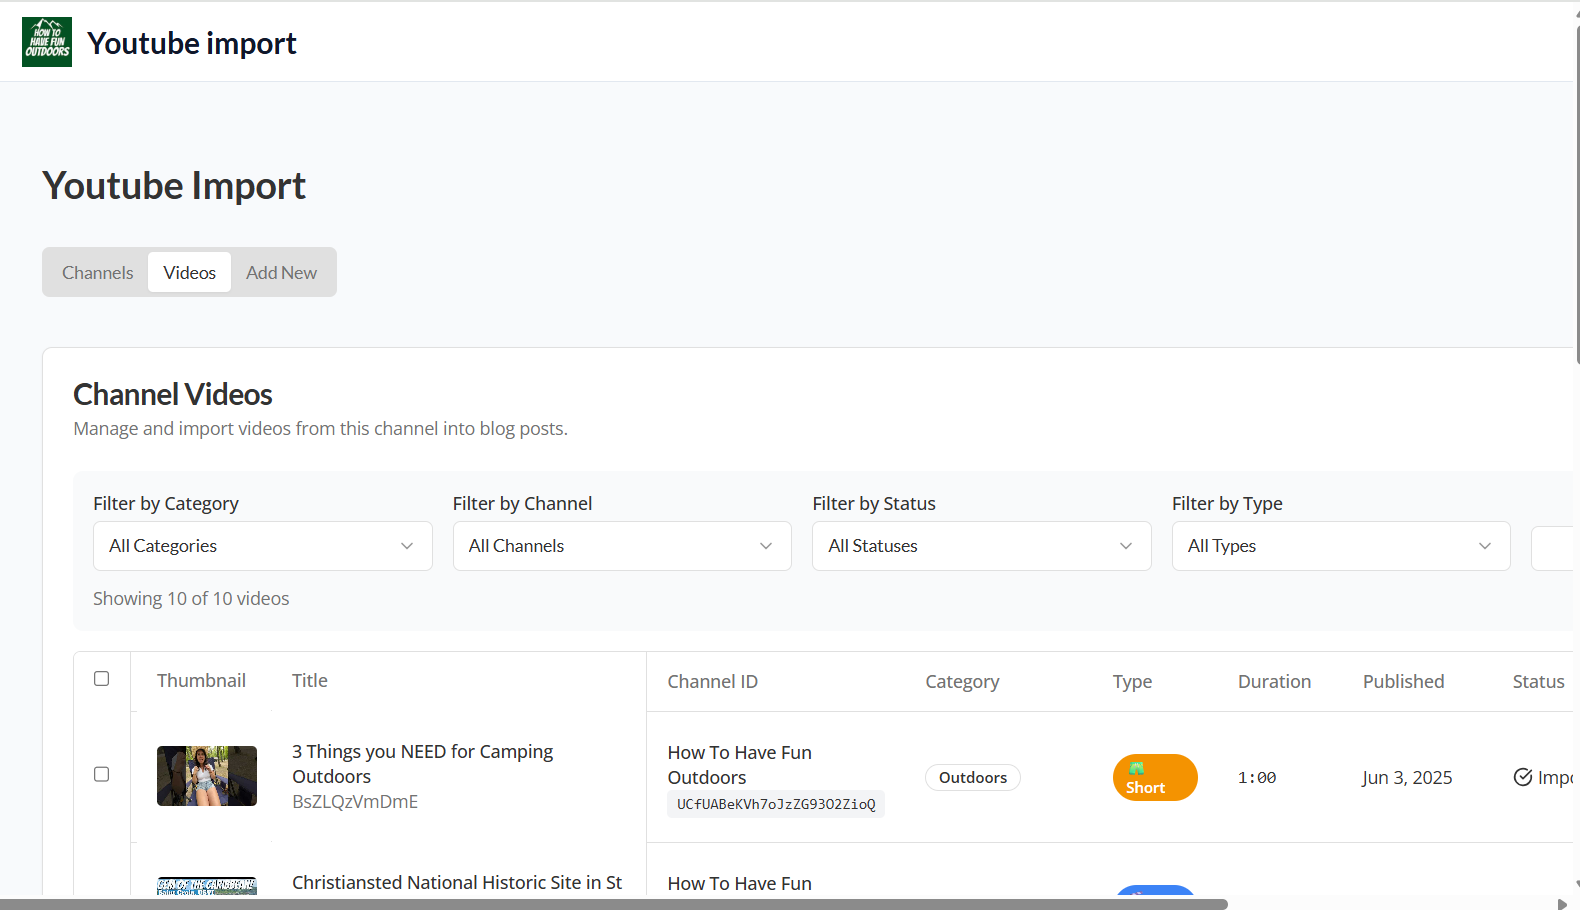 HOW TO
HAVE FUN
OUTDOORS
Youtube import
Youtube Import
Channels Videos Add New
Channel Videos
Manage and import videos from this channel into blog posts.
Filter by Category Filter by Channel Filter by Status Filter by Type
All Categories All Channels All Statuses All Types
Showing 10 of 10 videos
Thumbnail Title Channel ID Category Type Duration Published Status
3 Things you NEED for Camping
Outdoors
BsZLQzVmDmE
How To Have Fun
Outdoors
UCfUABeKVh7oJzZG93O2ZioQ
Outdoors
Short
1:00
Jun 3, 2025
Impo
Christiansted National Historic Site in St
How To Have Fun